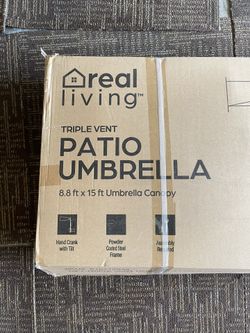 real
living™
TRIPLE VENT
PATIO
UMBRELLA
8.8 ft x 15 ft Umbrella Canopy
Hand Crank
with Tilt
Powder
Coated Steel
Frame
Assembly
Required